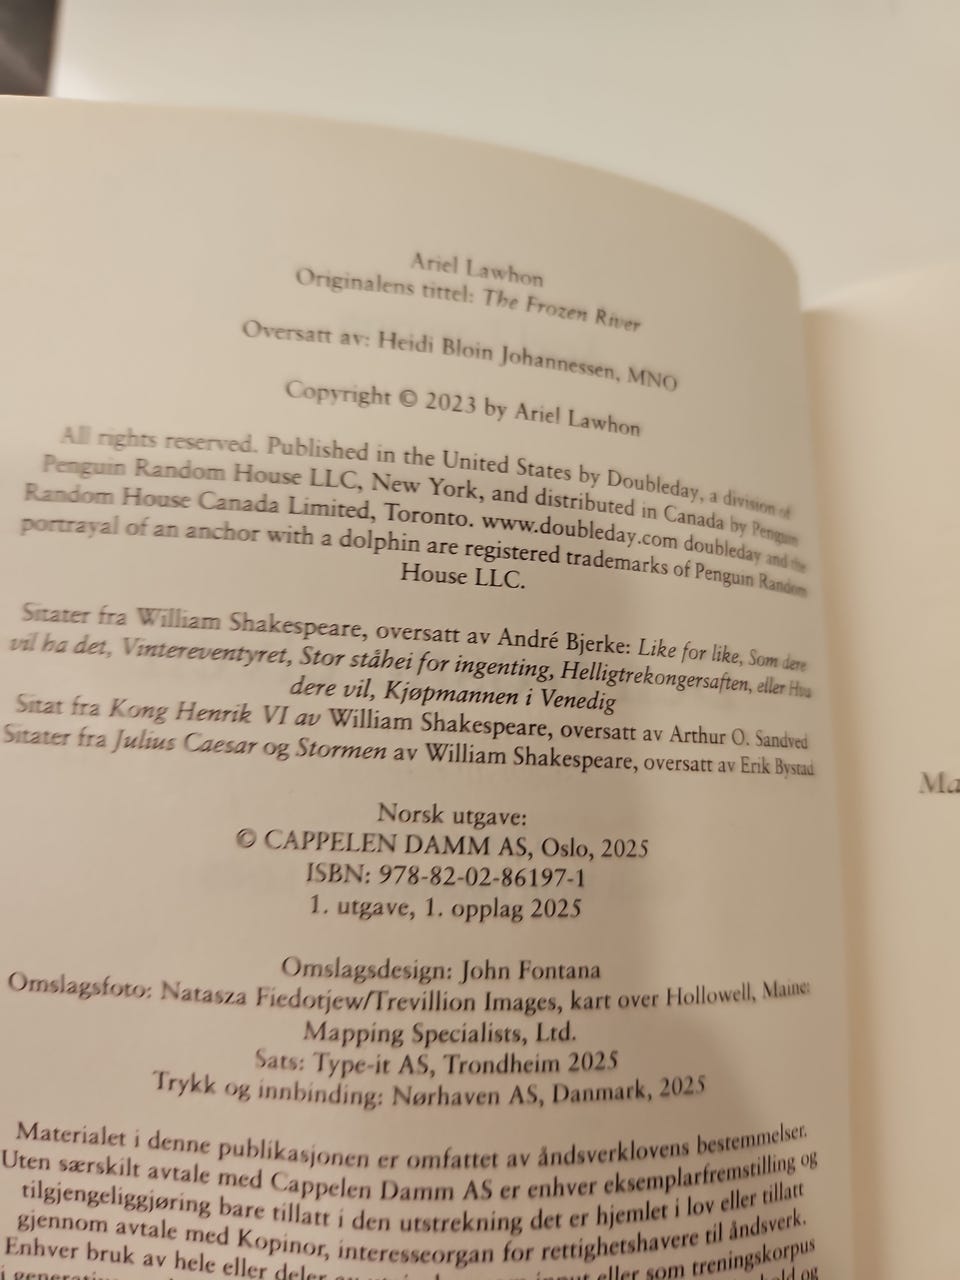 Ariel Lawhon
Originalens tittel: The Frozen River
Oversatt av: Heidi Bloin Johannessen, MNO
Copyright © 2023 by Ariel Lawhon
All rights reserved. Published in the United States by Doubleday, a division of
Penguin Random House LLC, New York, and distributed in Canada by Penguin
Random House Canada Limited, Toronto. www.doubleday.com doubleday and the
portrayal of an anchor with a dolphin are registered trademarks of Penguin Random
House LLC.
Sitater fra William Shakespeare, oversatt av André Bjerke: Like for like, Som dere
vil ha det, Vintereventyret, Stor ståhei for ingenting, Helligtrekongersaften, eller Hva
dere vil, Kjøpmannen i Venedig
Sitat fra Kong Henrik VI av William Shakespeare, oversatt av Arthur O. Sandved
Sitater fra Julius Caesar og Stormen av William Shakespeare, oversatt av Erik Bystad
Norsk utgave:
© CAPPELEN DAMM AS, Oslo, 2025
ISBN: 978-82-02-86197-1
1. utgave, 1. opplag 2025
Omslagsdesign: John Fontana
Omslagsfoto: Natasza Fiedotjew/Trevillion Images, kart over Hollowell, Maine:
Mapping Specialists, Ltd.
Sats: Type-it AS, Trondheim 2025
Trykk og innbinding: Nørhaven AS, Danmark, 2025
Materialet i denne publikasjonen er omfattet av åndsverklovens bestemmelser.
Uten særskilt avtale med Cappelen Damm AS er enhver eksemplarfremstilling og
tilgjengeliggjøring bare tillatt i den utstrekning det er hjemlet i lov eller tillatt
gjennom avtale med Kopinor, interesseorgan for rettighetshavere til åndsverk.
Enhver bruk av hele eller deler eller som treningskorpus
Ma